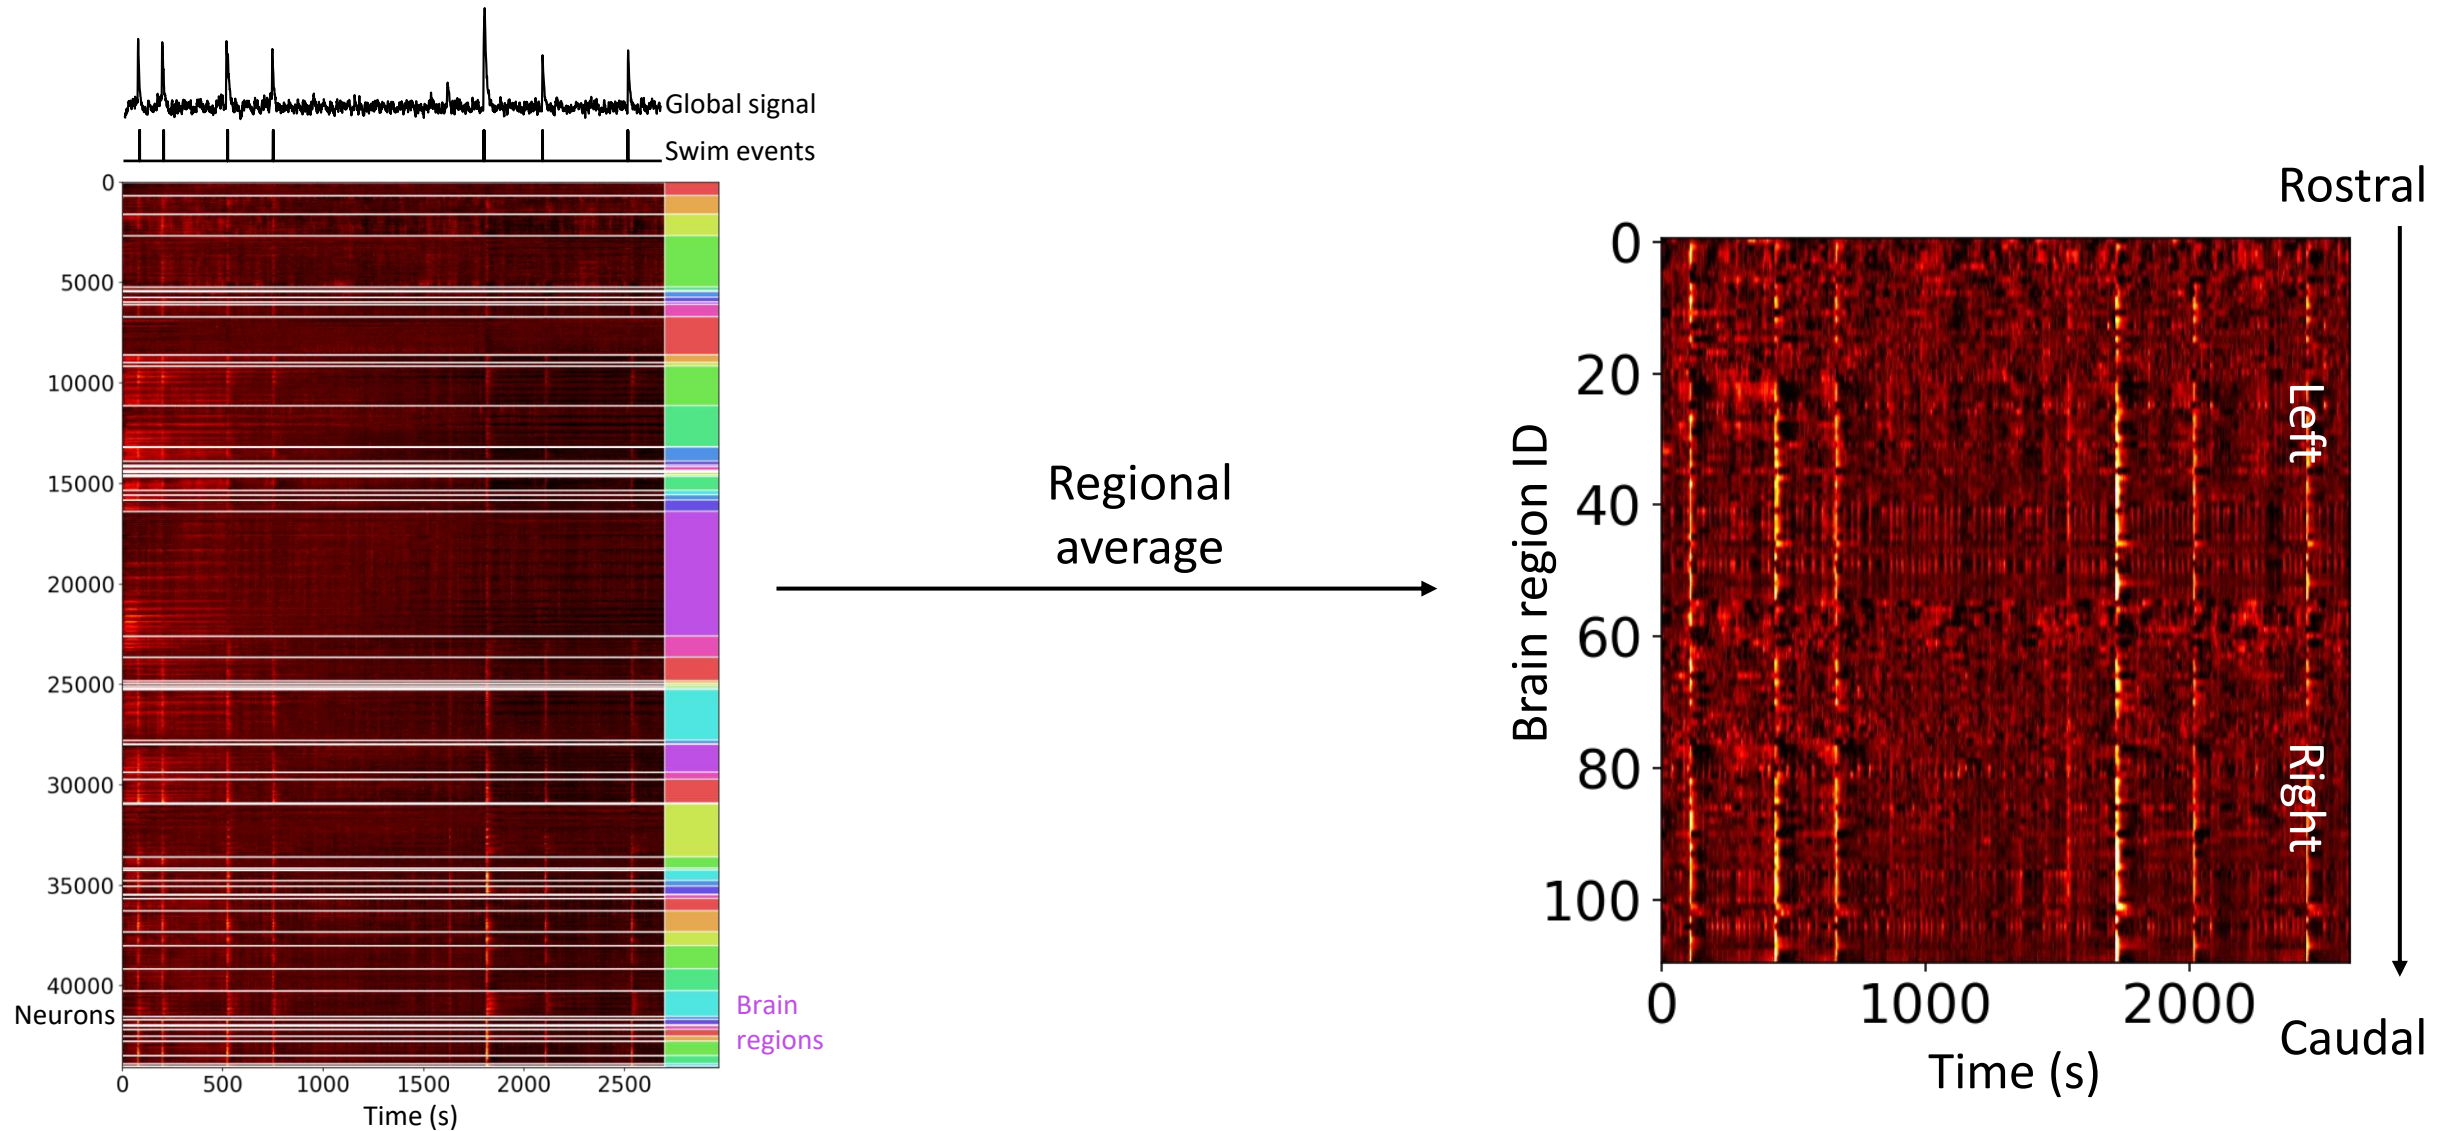 Global signal
Swim events
0
5000
10000
15000
20000
25000
30000
35000
40000
Neurons
0 500 1000 1500 2000 2500
Time (s)
Brain
regions
Regional
average
Rostral
Brain region ID
0
20
40
60
80
100
Left
Right
0 1000 2000
Time (s)
Caudal